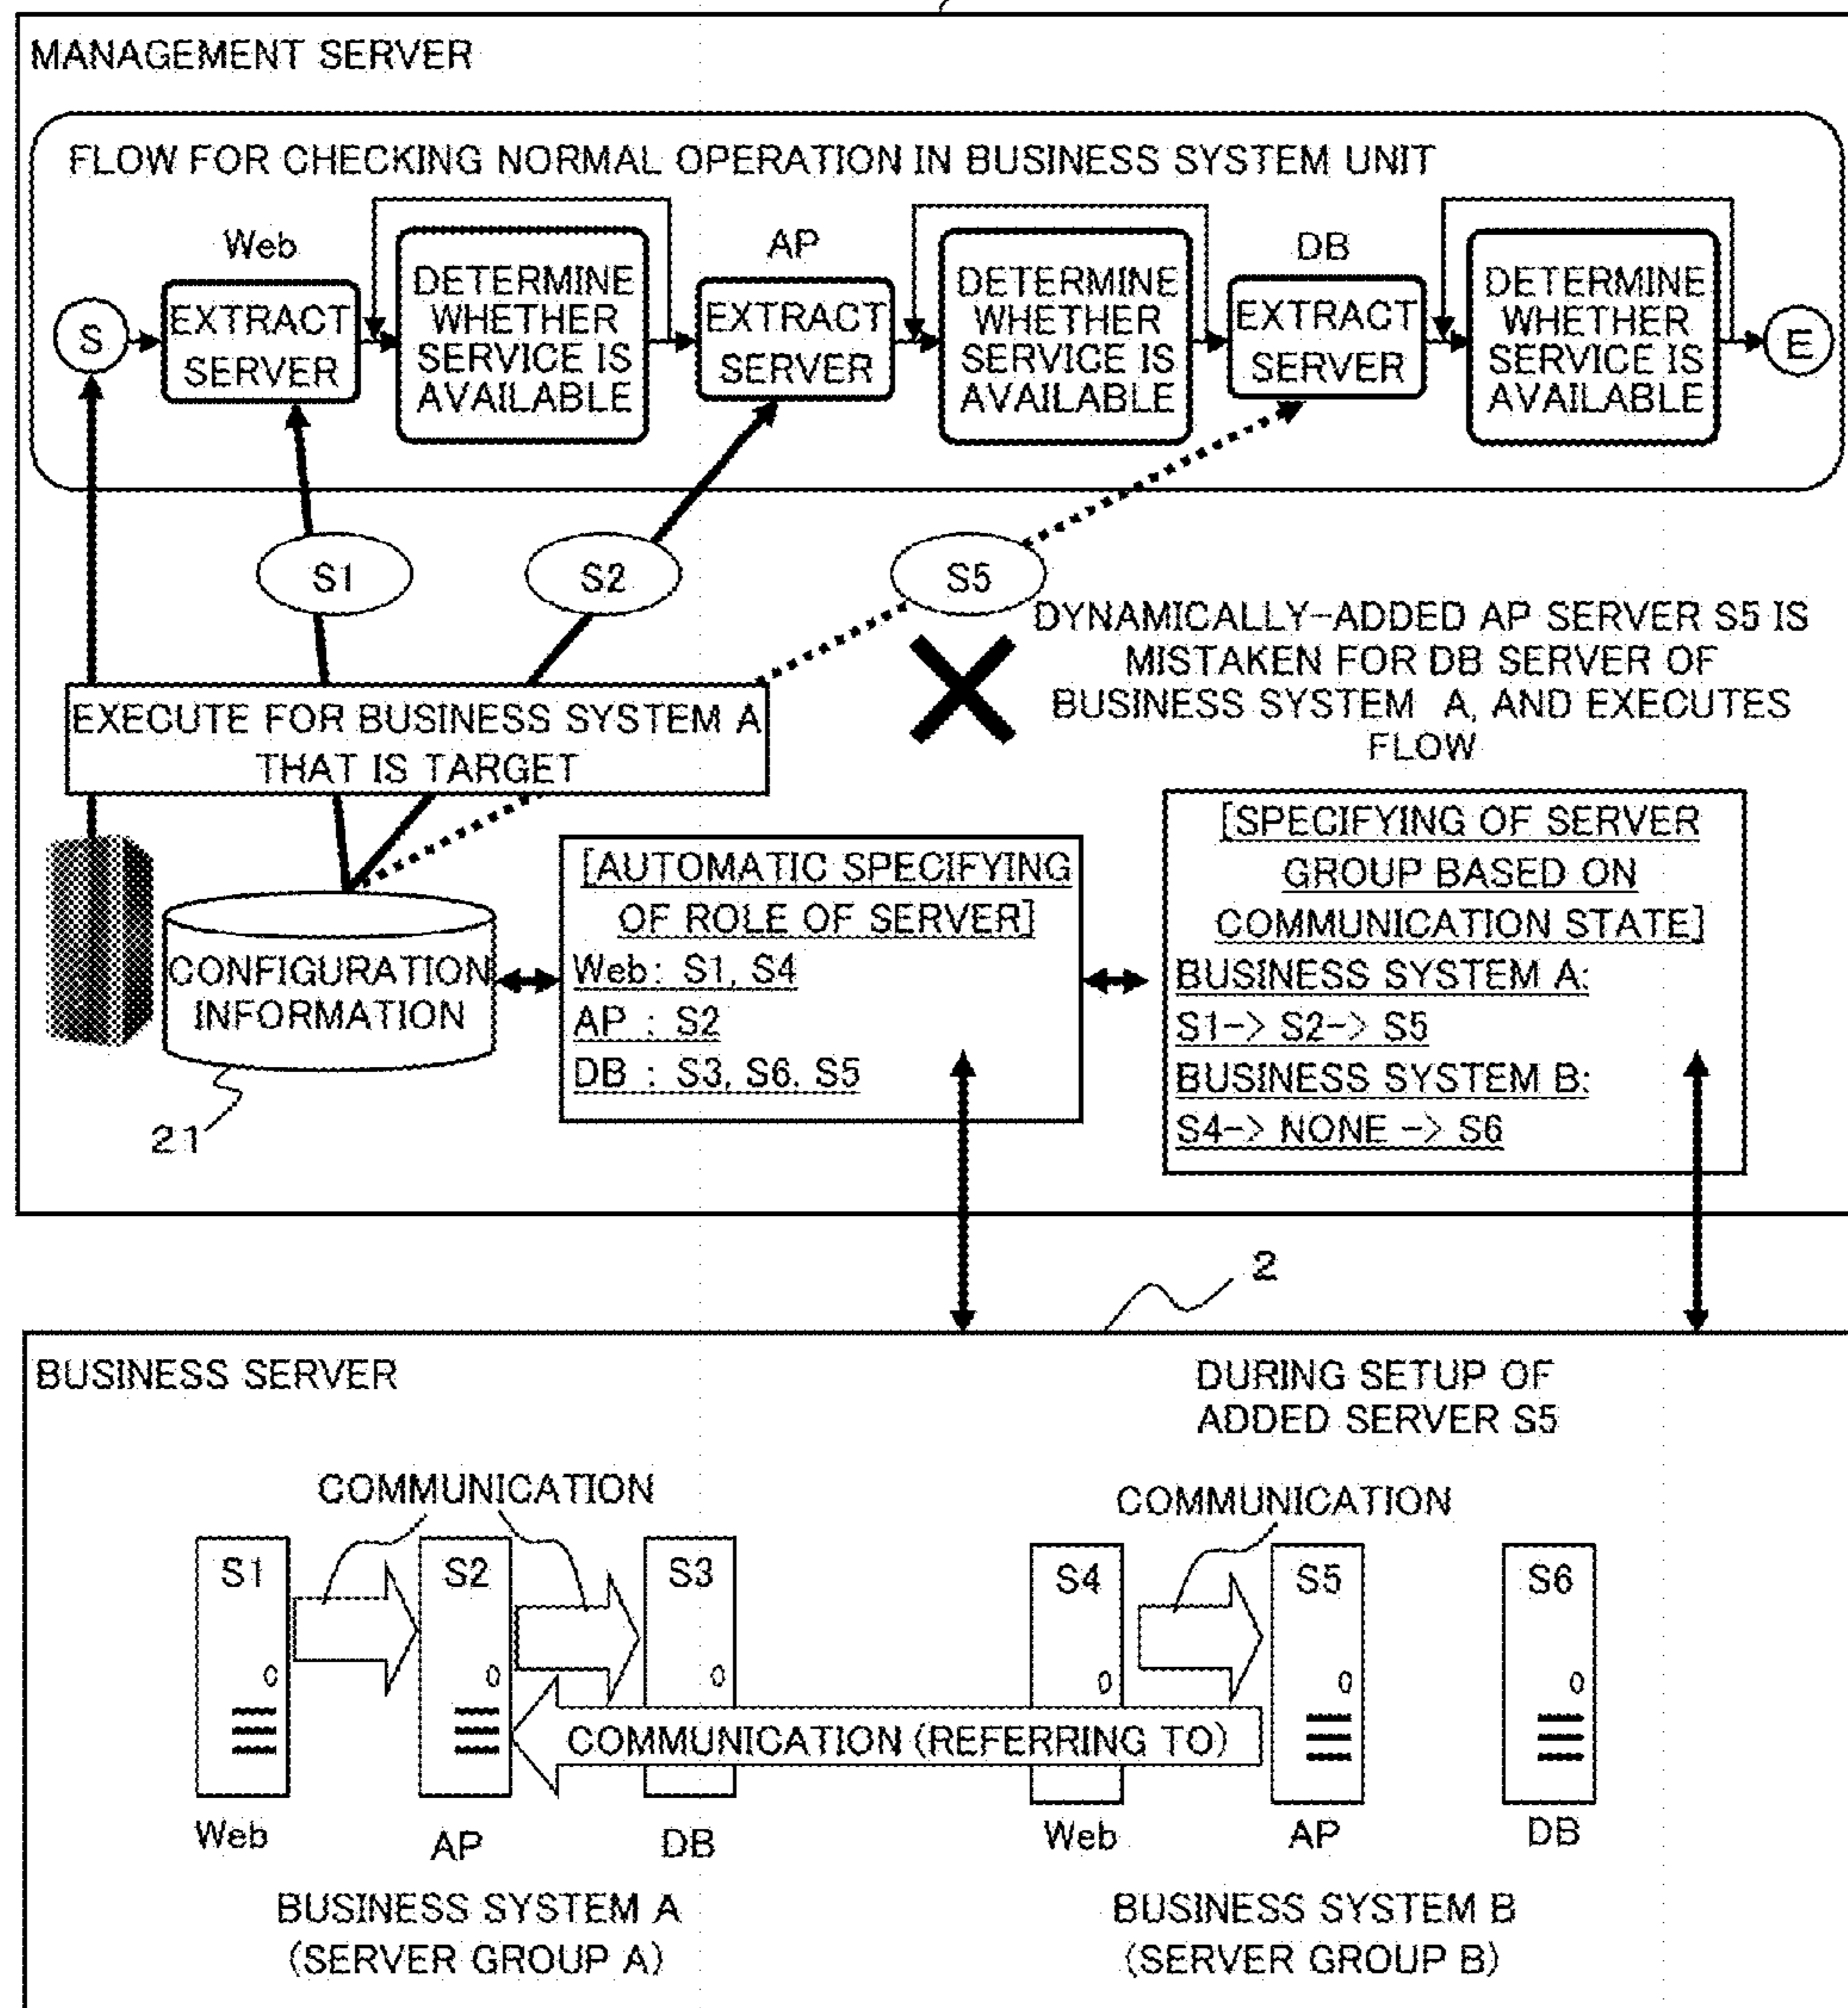 MANAGEMENT SERVER
FLOW FOR CHECKING NORMAL OPERATION IN BUSINESS SYSTEM UNIT
Web
AP
DB
S
EXTRACT
SERVER
DETERMINE
WHETHER
SERVICE IS
AVAILABLE
EXTRACT
SERVER
DETERMINE
WHETHER
SERVICE IS
AVAILABLE
EXTRACT
SERVER
DETERMINE
WHETHER
SERVICE IS
AVAILABLE
E
S1
S2
S5
DYNAMICALLY-ADDED AP SERVER S5 IS
MISTAKEN FOR DB SERVER OF
BUSINESS SYSTEM A, AND EXECUTES
FLOW
EXECUTE FOR BUSINESS SYSTEM A
THAT IS TARGET
CONFIGURATION
INFORMATION
21
[AUTOMATIC SPECIFYING
OF ROLE OF SERVER]
Web: S1, S4
AP : S2
DB : S3, S6. S5
[SPECIFYING OF SERVER
GROUP BASED ON
COMMUNICATION STATE]
BUSINESS SYSTEM A:
S1-> S2-> S5
BUSINESS SYSTEM B:
S4-> NONE -> S6
2
BUSINESS SERVER
DURING SETUP OF
ADDED SERVER S5
COMMUNICATION
COMMUNICATION
S1
S2
S3
S4
S5
S6
COMMUNICATION (REFERRING TO)
Web
AP
DB
Web
AP
DB
BUSINESS SYSTEM A
(SERVER GROUP A)
BUSINESS SYSTEM B
(SERVER GROUP B)